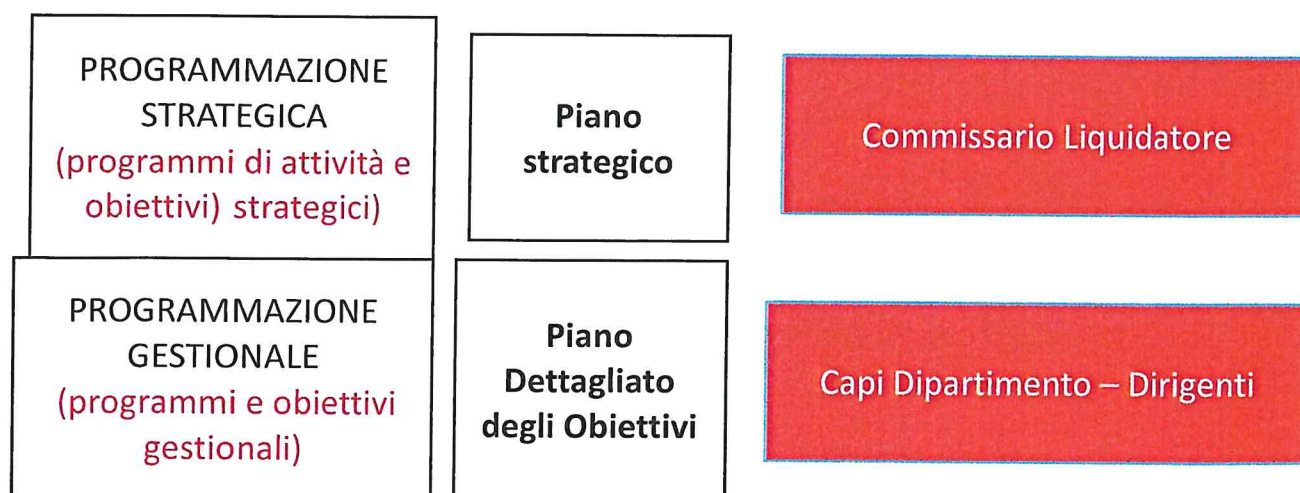 PROGRAMMAZIONE
STRATEGICA
(programmi di attività e
obiettivi) strategici)
Piano
strategico
Commissario Liquidatore
PROGRAMMAZIONE
GESTIONALE
(programmi e obiettivi
gestionali)
Piano
Dettagliato
degli Obiettivi
Capi Dipartimento – Dirigenti